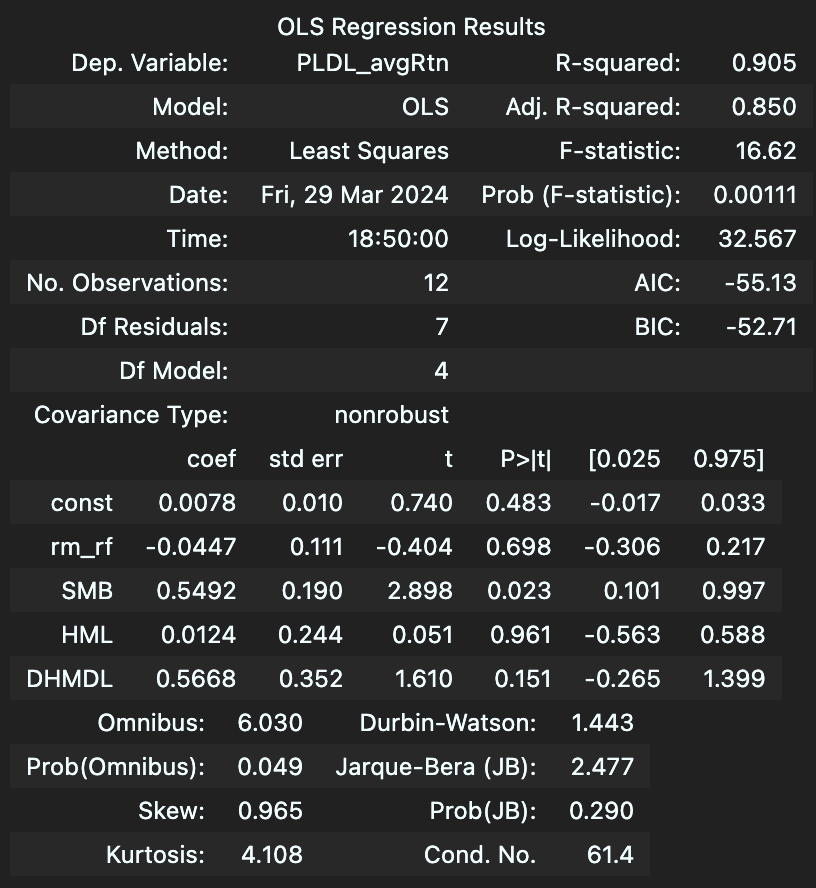 OLS Regression Results
Dep. Variable: PLDL_avgRtn R-squared: 0.905
Model: OLS Adj. R-squared: 0.850
Method: Least Squares F-statistic: 16.62
Date: Fri, 29 Mar 2024 Prob (F-statistic): 0.00111
Time: 18:50:00 Log-Likelihood: 32.567
No. Observations: 12 AIC: -55.13
Df Residuals: 7 BIC: -52.71
Df Model: 4
Covariance Type: nonrobust
coef std err t P>|t| [0.025 0.975]
const 0.0078 0.010 0.740 0.483 -0.017 0.033
rm_rf -0.0447 0.111 -0.404 0.698 -0.306 0.217
SMB 0.5492 0.190 2.898 0.023 0.101 0.997
HML 0.0124 0.244 0.051 0.961 -0.563 0.588
DHMDL 0.5668 0.352 1.610 0.151 -0.265 1.399
Omnibus: 6.030 Durbin-Watson: 1.443
Prob(Omnibus): 0.049 Jarque-Bera (JB): 2.477
Skew: 0.965 Prob(JB): 0.290
Kurtosis: 4.108 Cond. No. 61.4